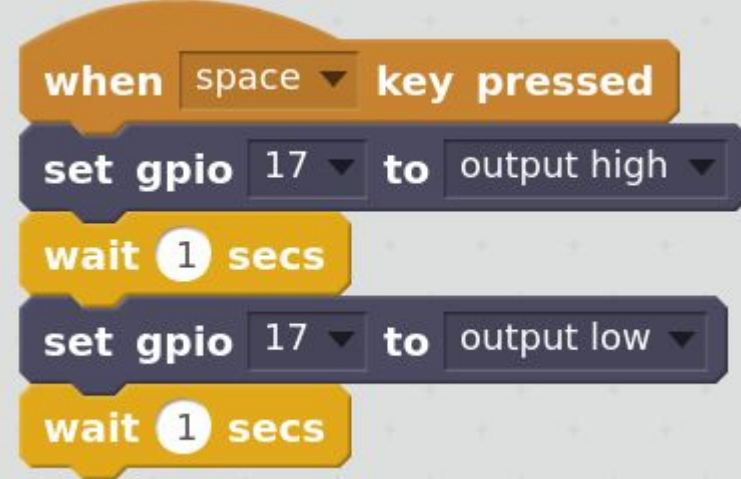 when space key pressed
set gpio 17 to output high
wait 1 secs
set gpio 17 to output low
wait 1 secs